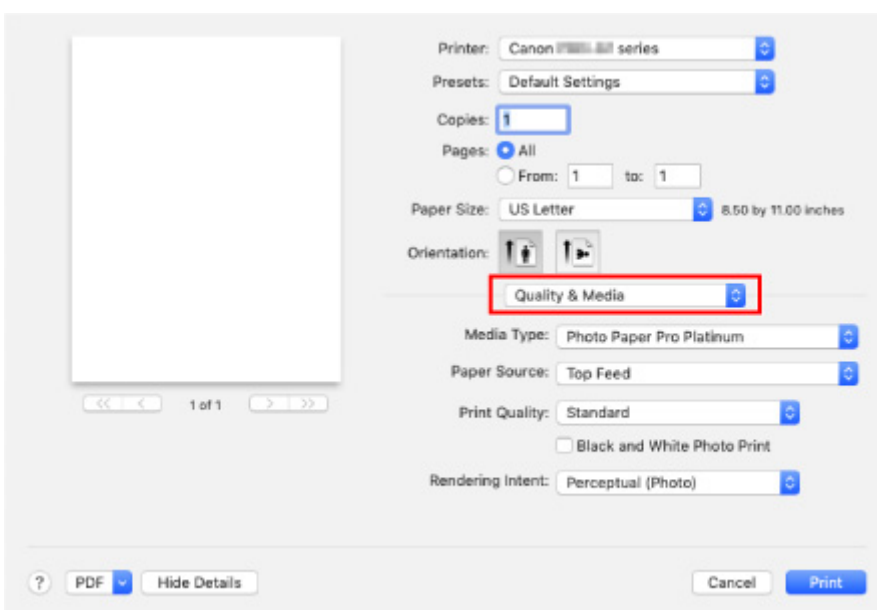 Printer: Canon series
Presets: Default Settings
Copies: 1
Pages: All
From: 1 to: 1
Paper Size: US Letter 8.50 by 11.00 inches
Orientation:
Quality & Media
Media Type: Photo Paper Pro Platinum
Paper Source: Top Feed
<< < 1 of 1 > >>
Print Quality: Standard
Black and White Photo Print
Rendering Intent: Perceptual (Photo)
? PDF Hide Details Cancel Print